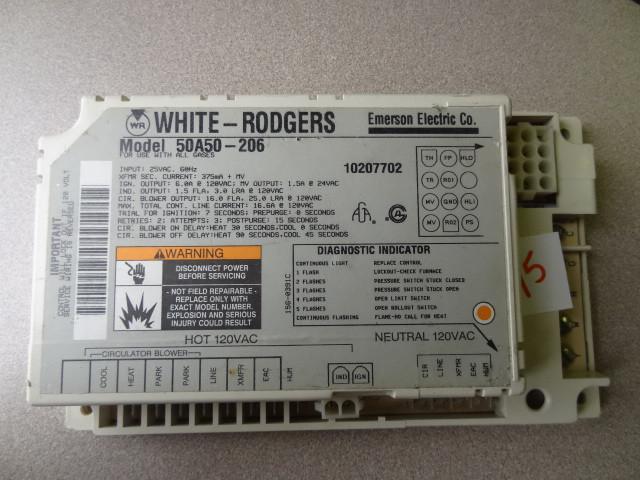 WR WHITE-RODGERS
Emerson Electric Co.
Model 50A50-206
FOR USE WITH ALL GASES
10207702
INPUT: 25VAC. 60Hz
XFMR SEC. CURRENT: 375mA + MV
IGN. OUTPUT: 6.0A @ 120VAC; MV OUTPUT: 1.5A @ 24VAC
IND. OUTPUT: 1.5 FLA, 3.0 LRA @ 120VAC
CIR. BLOWER OUTPUT: 16.0 FLA, 25.0 LRA @ 120VAC
MAX. TOTAL CONT. LINE CURRENT: 16.6A @ 120VAC
TRIAL FOR IGNITION: 7 SECONDS; PREPURGE: 0 SECONDS
RETRIES: 2; ATTEMPTS: 3; POSTPURGE: 15 SECONDS
CIR. BLOWER ON DELAY:HEAT 30 SECONDS,COOL 0 SECONDS
CIR. BLOWER OFF DELAY:HEAT 90 SECONDS,COOL 45 SECONDS
TH FP HLO
TR RO1
MV GND HLI
MV RO2 PS
IMPORTANT
WARNING
DISCONNECT POWER
BEFORE SERVICING
- NOT FIELD REPAIRABLE -
REPLACE ONLY WITH
EXACT MODEL NUMBER
EXPLOSION AND SERIOUS
INJURY COULD RESULT
156-0391C
DIAGNOSTIC INDICATOR
CONTINUOUS LIGHT REPLACE CONTROL
1 FLASH LOCKOUT-CHECK FURNACE
2 FLASHES PRESSURE SWITCH STUCK CLOSED
3 FLASHES PRESSURE SWITCH STUCK OPEN
4 FLASHES OPEN LIMIT SWITCH
5 FLASHES OPEN ROLLOUT SWITCH
CONTINUOUS FLASHING FLAME-NO CALL FOR HEAT
15
HOT 120VAC
NEUTRAL 120VAC
CIRCULATOR BLOWER
COOL HEAT PARK PARK LINE XMFR EAC HUM
IND IGN
CIR LINE XFMR EAC HUM